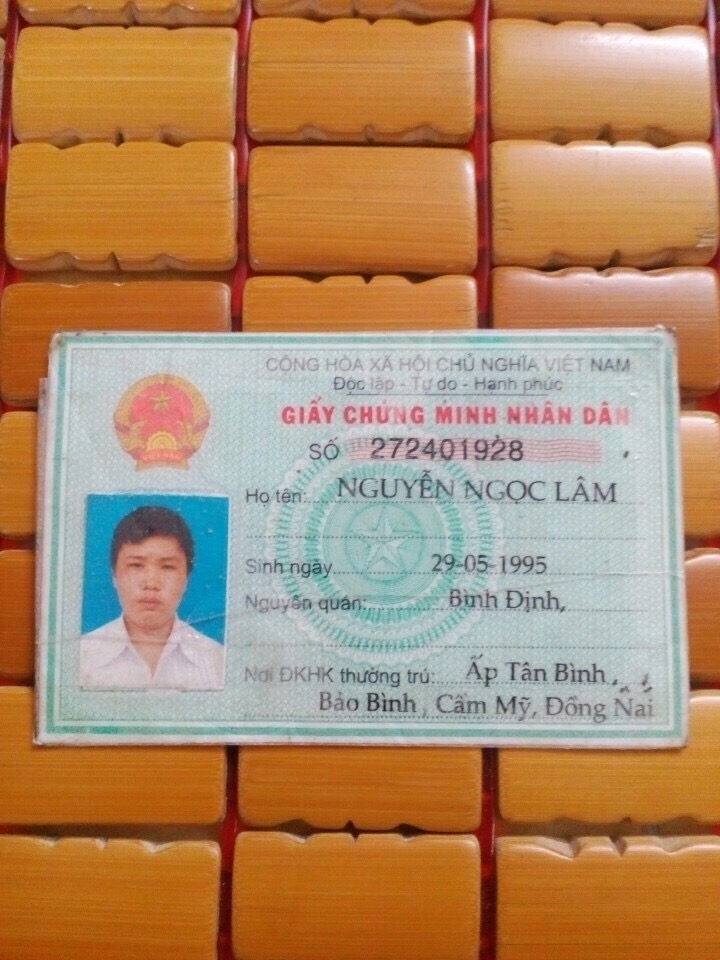 CỘNG HÒA XÃ HỘI CHỦ NGHĨA VIỆT NAM
Độc lập - Tự do - Hạnh phúc
GIẤY CHỨNG MINH NHÂN DÂN
SỐ 272401928
Họ tên: NGUYỄN NGỌC LÂM
Sinh ngày 29-05-1995
Nguyên quán: Bình Định,
Nơi ĐKHK thường trú: Ấp Tân Bình,
Bảo Bình, Cẩm Mỹ, Đồng Nai